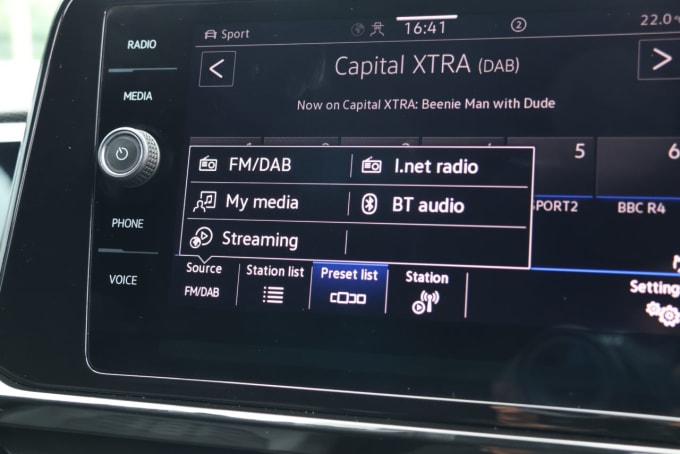 RADIO
MEDIA
PHONE
VOICE
Sport
16:41
2
22.0
Capital XTRA (DAB)
Now on Capital XTRA: Beenie Man with Dude
5
6
FM/DAB
I.net radio
My media
BT audio
Streaming
PORT2
BBC R4
Source
FM/DAB
Station list
Preset list
Station
Setting